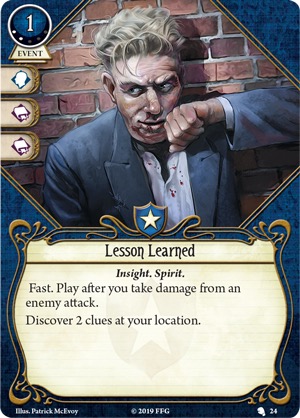 1
EVENT
Lesson Learned
Insight. Spirit.
Fast. Play after you take damage from an
enemy attack.
Discover 2 clues at your location.
Illus. Patrick McEvoy
© 2019 FFG
24